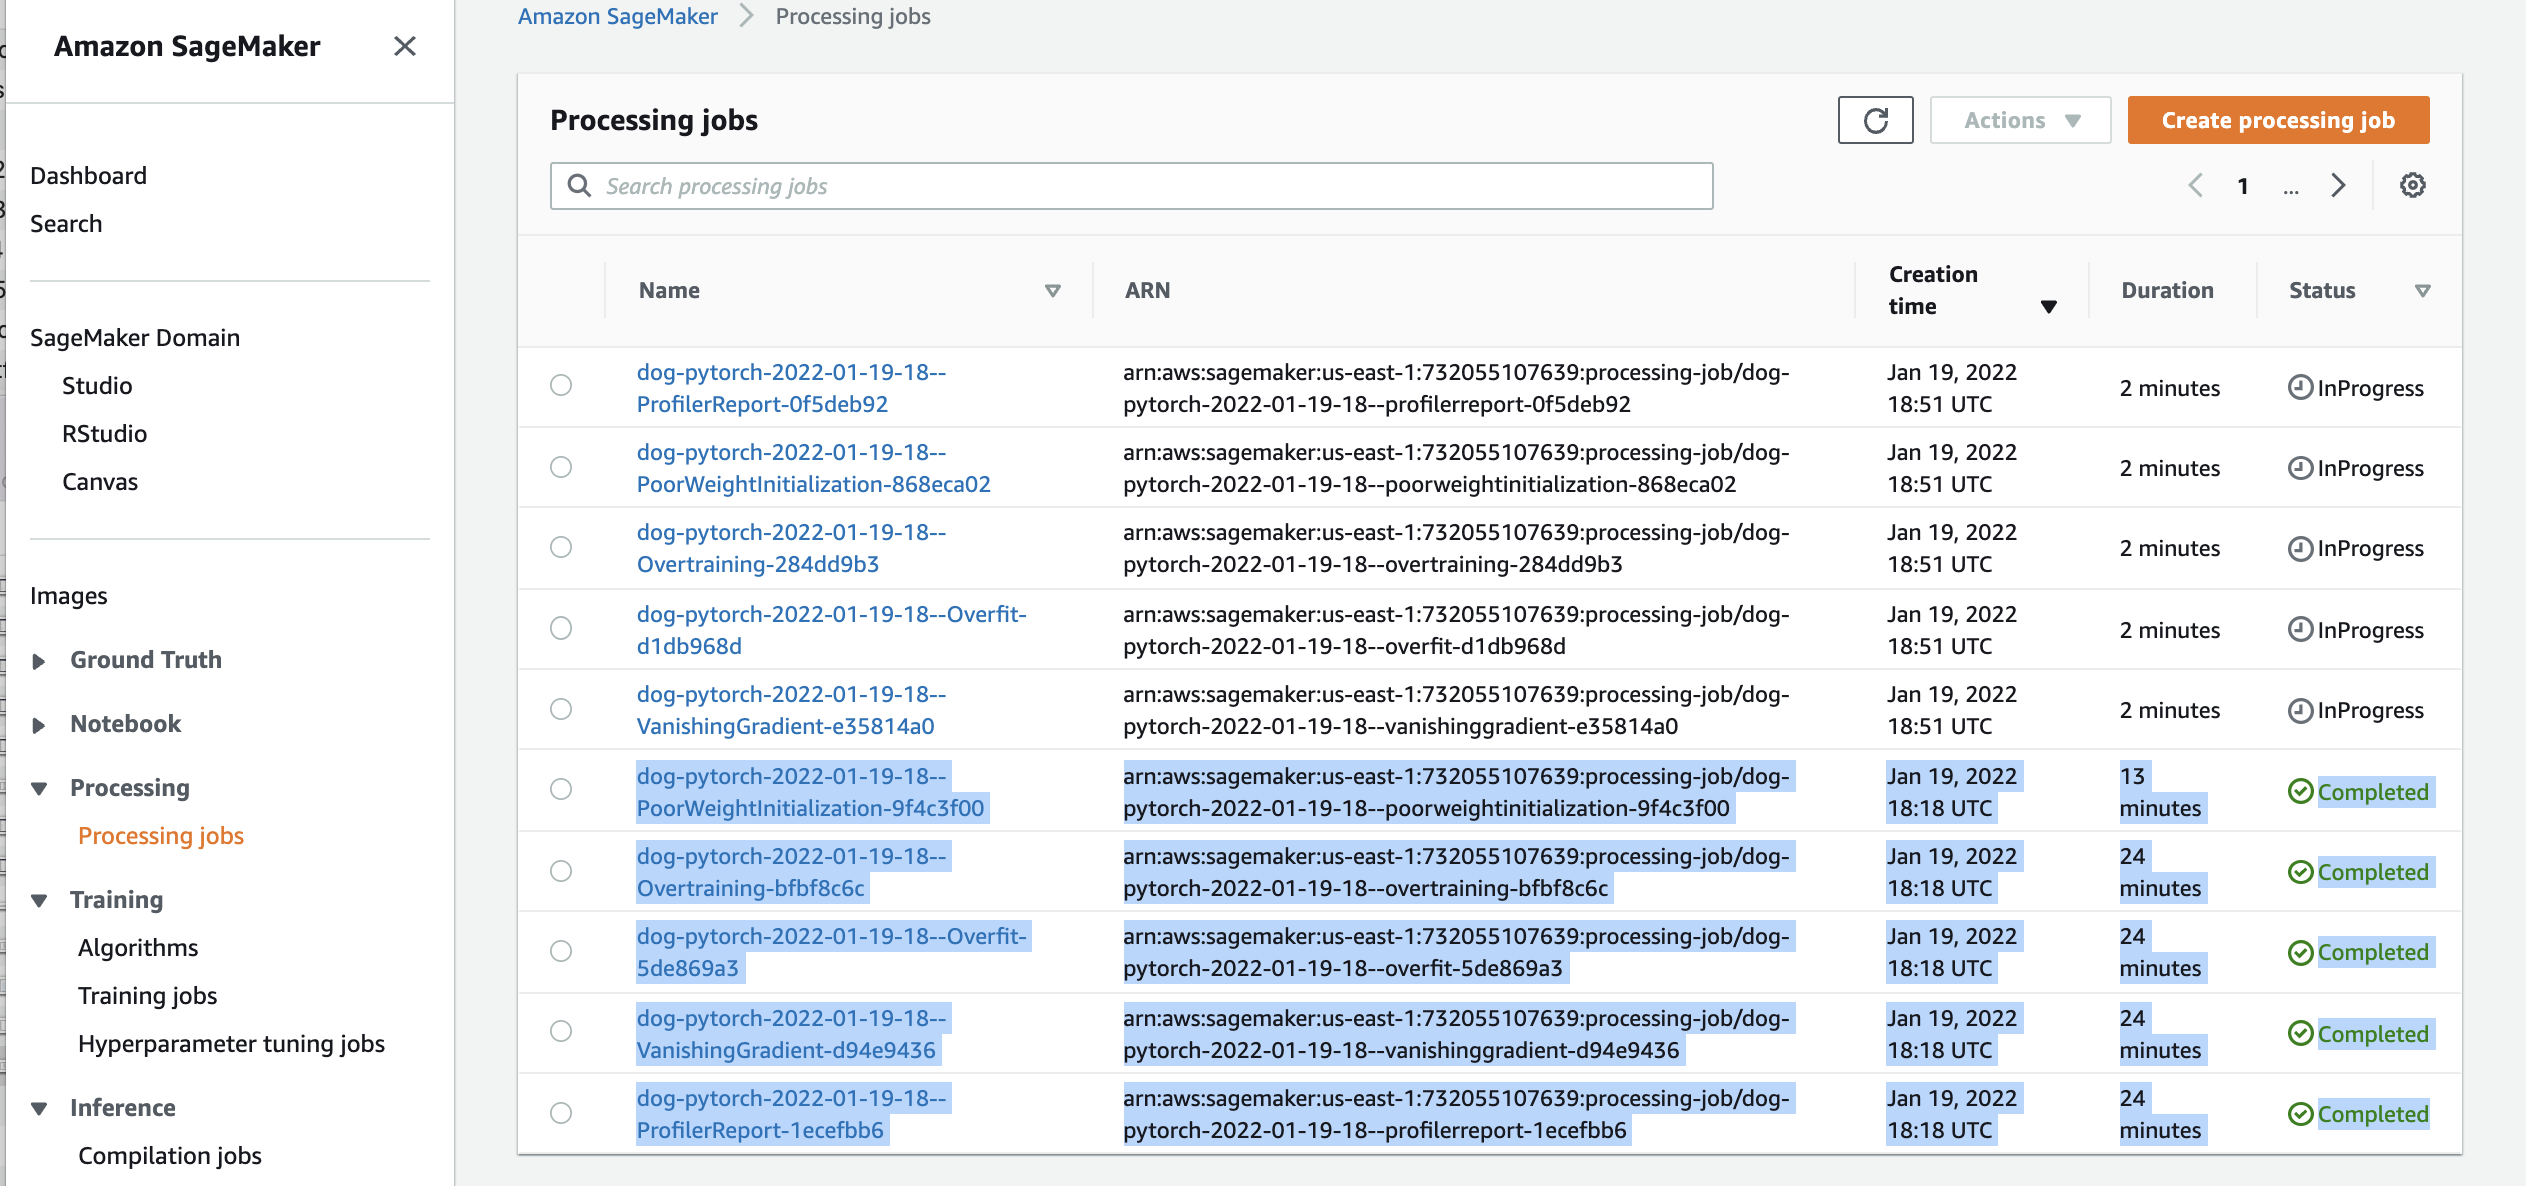 Amazon SageMaker
Dashboard
Search
SageMaker Domain
Studio
RStudio
Canvas
Images
Ground Truth
Notebook
Processing
Processing jobs
Training
Algorithms
Training jobs
Hyperparameter tuning jobs
Inference
Compilation jobs
Amazon SageMaker > Processing jobs
Processing jobs
Actions
Create processing job
Search processing jobs
1 ...
Name
ARN
Creation
time
Duration
Status
dog-pytorch-2022-01-19-18--
ProfilerReport-0f5deb92
arn:aws:sagemaker:us-east-1:732055107639:processing-job/dog-
pytorch-2022-01-19-18--profilerreport-0f5deb92
Jan 19, 2022
18:51 UTC
2 minutes
InProgress
dog-pytorch-2022-01-19-18--
PoorWeightInitialization-868eca02
arn:aws:sagemaker:us-east-1:732055107639:processing-job/dog-
pytorch-2022-01-19-18--poorweightinitialization-868eca02
Jan 19, 2022
18:51 UTC
2 minutes
InProgress
dog-pytorch-2022-01-19-18--
Overtraining-284dd9b3
arn:aws:sagemaker:us-east-1:732055107639:processing-job/dog-
pytorch-2022-01-19-18--overtraining-284dd9b3
Jan 19, 2022
18:51 UTC
2 minutes
InProgress
dog-pytorch-2022-01-19-18--Overfit-
d1db968d
arn:aws:sagemaker:us-east-1:732055107639:processing-job/dog-
pytorch-2022-01-19-18--overfit-d1db968d
Jan 19, 2022
18:51 UTC
2 minutes
InProgress
dog-pytorch-2022-01-19-18--
VanishingGradient-e35814a0
arn:aws:sagemaker:us-east-1:732055107639:processing-job/dog-
pytorch-2022-01-19-18--vanishinggradient-e35814a0
Jan 19, 2022
18:51 UTC
2 minutes
InProgress
dog-pytorch-2022-01-19-18--
PoorWeightInitialization-9f4c3f00
arn:aws:sagemaker:us-east-1:732055107639:processing-job/dog-
pytorch-2022-01-19-18--poorweightinitialization-9f4c3f00
Jan 19, 2022
18:18 UTC
13
minutes
Completed
dog-pytorch-2022-01-19-18--
Overtraining-bfbf8c6c
arn:aws:sagemaker:us-east-1:732055107639:processing-job/dog-
pytorch-2022-01-19-18--overtraining-bfbf8c6c
Jan 19, 2022
18:18 UTC
24
minutes
Completed
dog-pytorch-2022-01-19-18--Overfit-
5de869a3
arn:aws:sagemaker:us-east-1:732055107639:processing-job/dog-
pytorch-2022-01-19-18--overfit-5de869a3
Jan 19, 2022
18:18 UTC
24
minutes
Completed
dog-pytorch-2022-01-19-18--
VanishingGradient-d94e9436
arn:aws:sagemaker:us-east-1:732055107639:processing-job/dog-
pytorch-2022-01-19-18--vanishinggradient-d94e9436
Jan 19, 2022
18:18 UTC
24
minutes
Completed
dog-pytorch-2022-01-19-18--
ProfilerReport-1ecefbb6
arn:aws:sagemaker:us-east-1:732055107639:processing-job/dog-
pytorch-2022-01-19-18--profilerreport-1ecefbb6
Jan 19, 2022
18:18 UTC
24
minutes
Completed